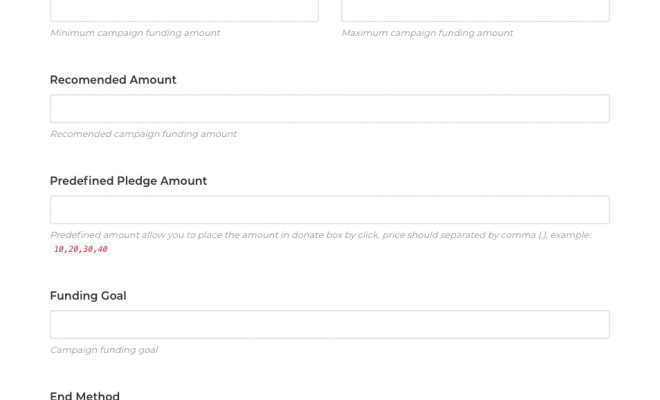 Minimum campaign funding amount
Maximum campaign funding amount
Recomended Amount
Recomended campaign funding amount
Predefined Pledge Amount
Predefined amount allow you to place the amount in donate box by click, price should separated by comma (,), example:
10,20,30,40
Funding Goal
Campaign funding goal
End Method